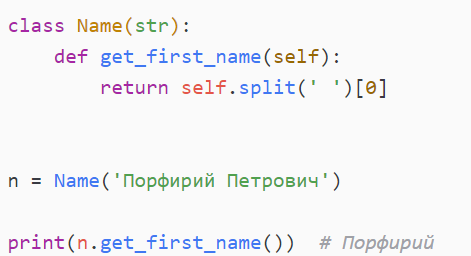 class Name(str):
    def get_first_name(self):
        return self.split(' ')[0]
n = Name('Порфирий Петрович')
print(n.get_first_name())  # Порфирий